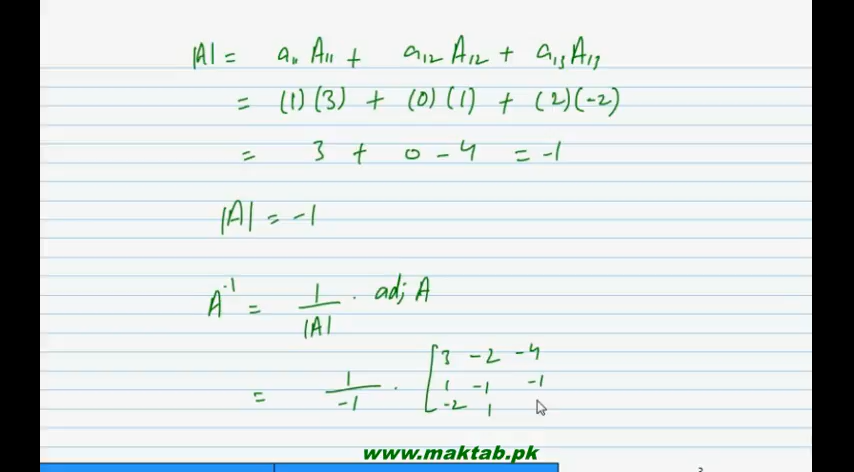 |A| = a₁₁ A₁₁ + a₁₂ A₁₂ + a₁₃ A₁₃
= (1)(3) + (0)(1) + (2)(-2)
= 3 + 0 - 4 = -1
|A| = -1
A⁻¹ = 1/|A| · adj A
= 1/-1 · [3 -2 -4
1 -1 -1
-2 1
www.maktab.pk